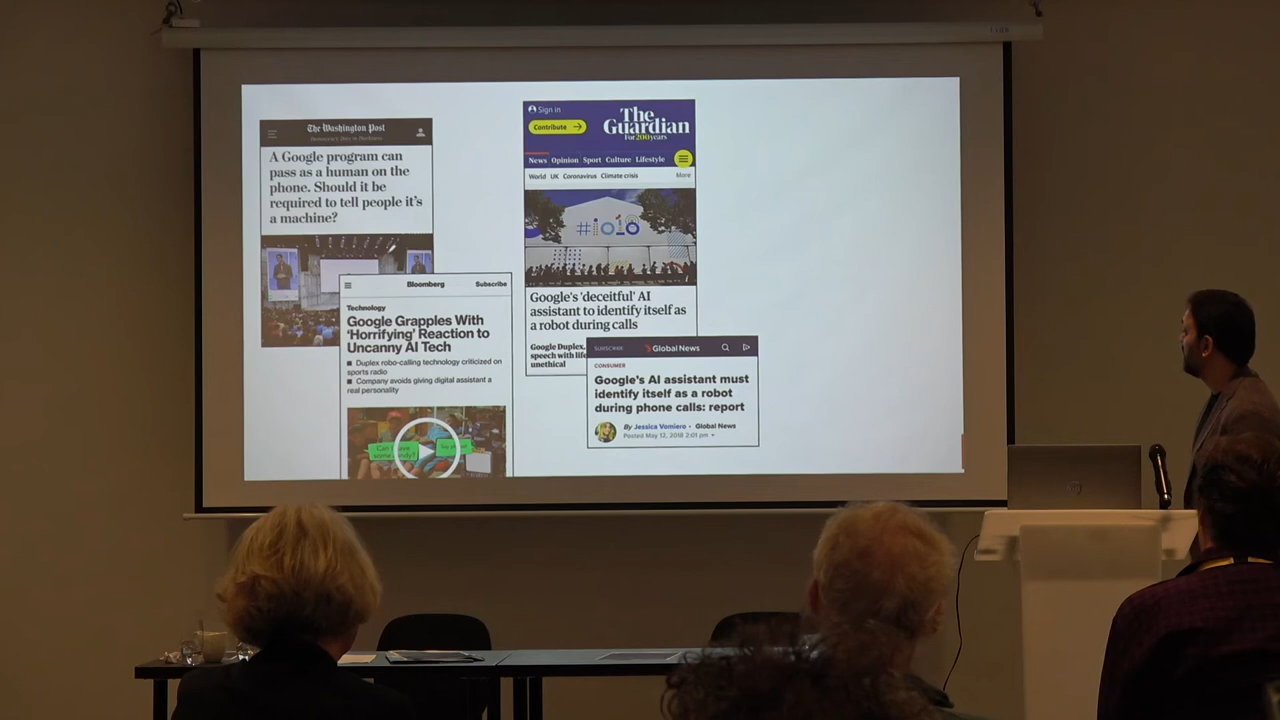 The Washington Post
Democracy Dies in Darkness
A Google program can
pass as a human on the
phone. Should it be
required to tell people it's
a machine?
Bloomberg
Subscribe
Technology
Google Grapples With
'Horrifying' Reaction to
Uncanny AI Tech
Duplex robo-calling technology criticized on
sports radio
Company avoids giving digital assistant a
real personality
Sign in
Contribute →
The
Guardian
For 200 years
News Opinion Sport Culture Lifestyle
World UK Coronavirus Climate crisis
More
#io18
Google's 'deceitful' AI
assistant to identify itself as
a robot during calls
Google Duplex
speech with life
unethical
SUBSCRIBE
Global News
CONSUMER
Google's AI assistant must
identify itself as a robot
during phone calls: report
By Jessica Vomiero • Global News
Posted May 12, 2018 2:01 pm